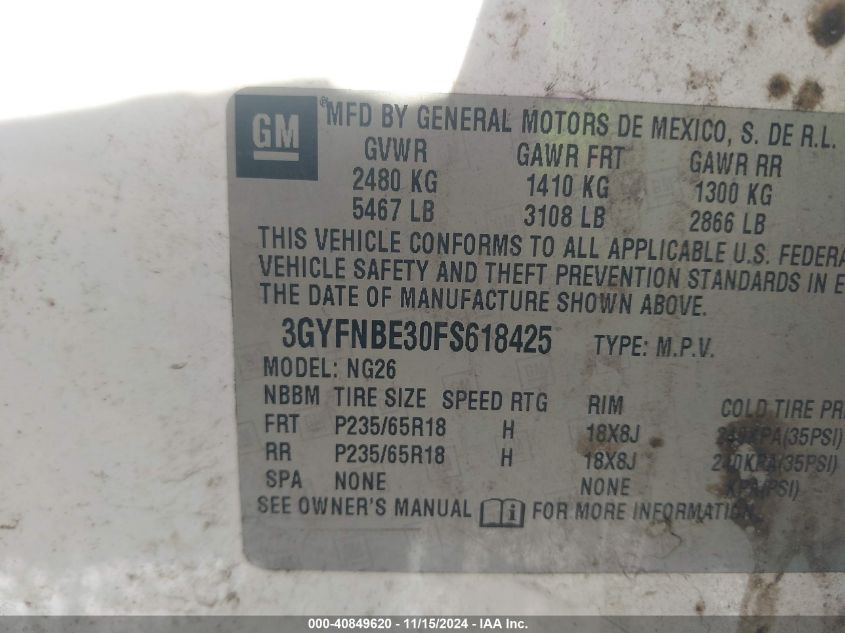 GM ® MFD BY GENERAL MOTORS DE MEXICO, S. DE R.L.
GVWR GAWR FRT GAWR RR
2480 KG 1410 KG 1300 KG
5467 LB 3108 LB 2866 LB
THIS VEHICLE CONFORMS TO ALL APPLICABLE U.S. FEDERA
VEHICLE SAFETY AND THEFT PREVENTION STANDARDS IN E
THE DATE OF MANUFACTURE SHOWN ABOVE.
3GYFNBE30FS618425 TYPE: M.P.V.
MODEL: NG26
NBBM TIRE SIZE SPEED RTG RIM COLD TIRE PR
FRT P235/65R18 H 18X8J 240KPA(35PSI)
RR P235/65R18 H 18X8J 240KPA(35PSI)
SPA NONE NONE KPA(PSI)
SEE OWNER'S MANUAL i FOR MORE INFORMATION.
000-40849620 - 11/15/2024 - IAA Inc.